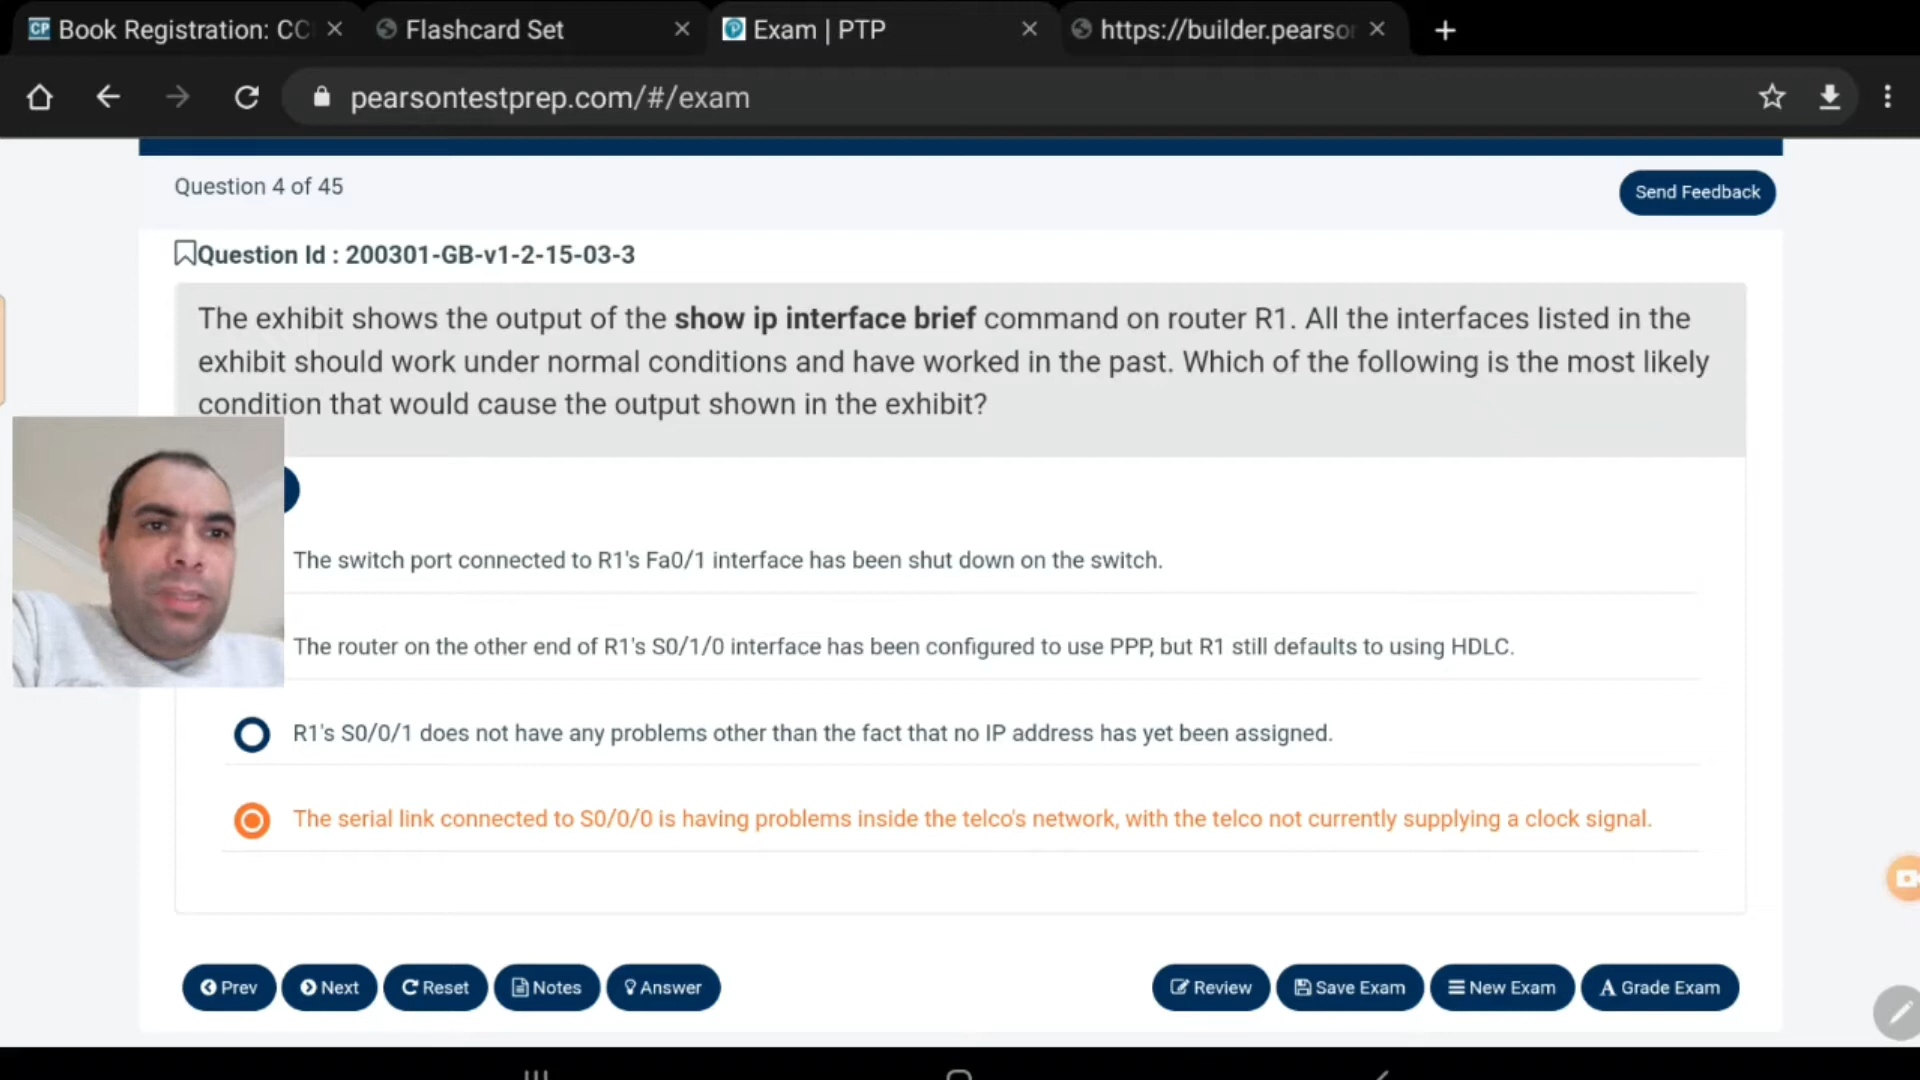 Book Registration: CC
Flashcard Set
Exam | PTP
https://builder.pearson
pearsontestprep.com/#/exam
Question 4 of 45
Send Feedback
Question Id : 200301-GB-v1-2-15-03-3
The exhibit shows the output of the show ip interface brief command on router R1. All the interfaces listed in the
exhibit should work under normal conditions and have worked in the past. Which of the following is the most likely
condition that would cause the output shown in the exhibit?
The switch port connected to R1's Fa0/1 interface has been shut down on the switch.
The router on the other end of R1's S0/1/0 interface has been configured to use PPP, but R1 still defaults to using HDLC.
R1's S0/0/1 does not have any problems other than the fact that no IP address has yet been assigned.
The serial link connected to S0/0/0 is having problems inside the telco's network, with the telco not currently supplying a clock signal.
Prev
Next
Reset
Notes
Answer
Review
Save Exam
New Exam
A Grade Exam